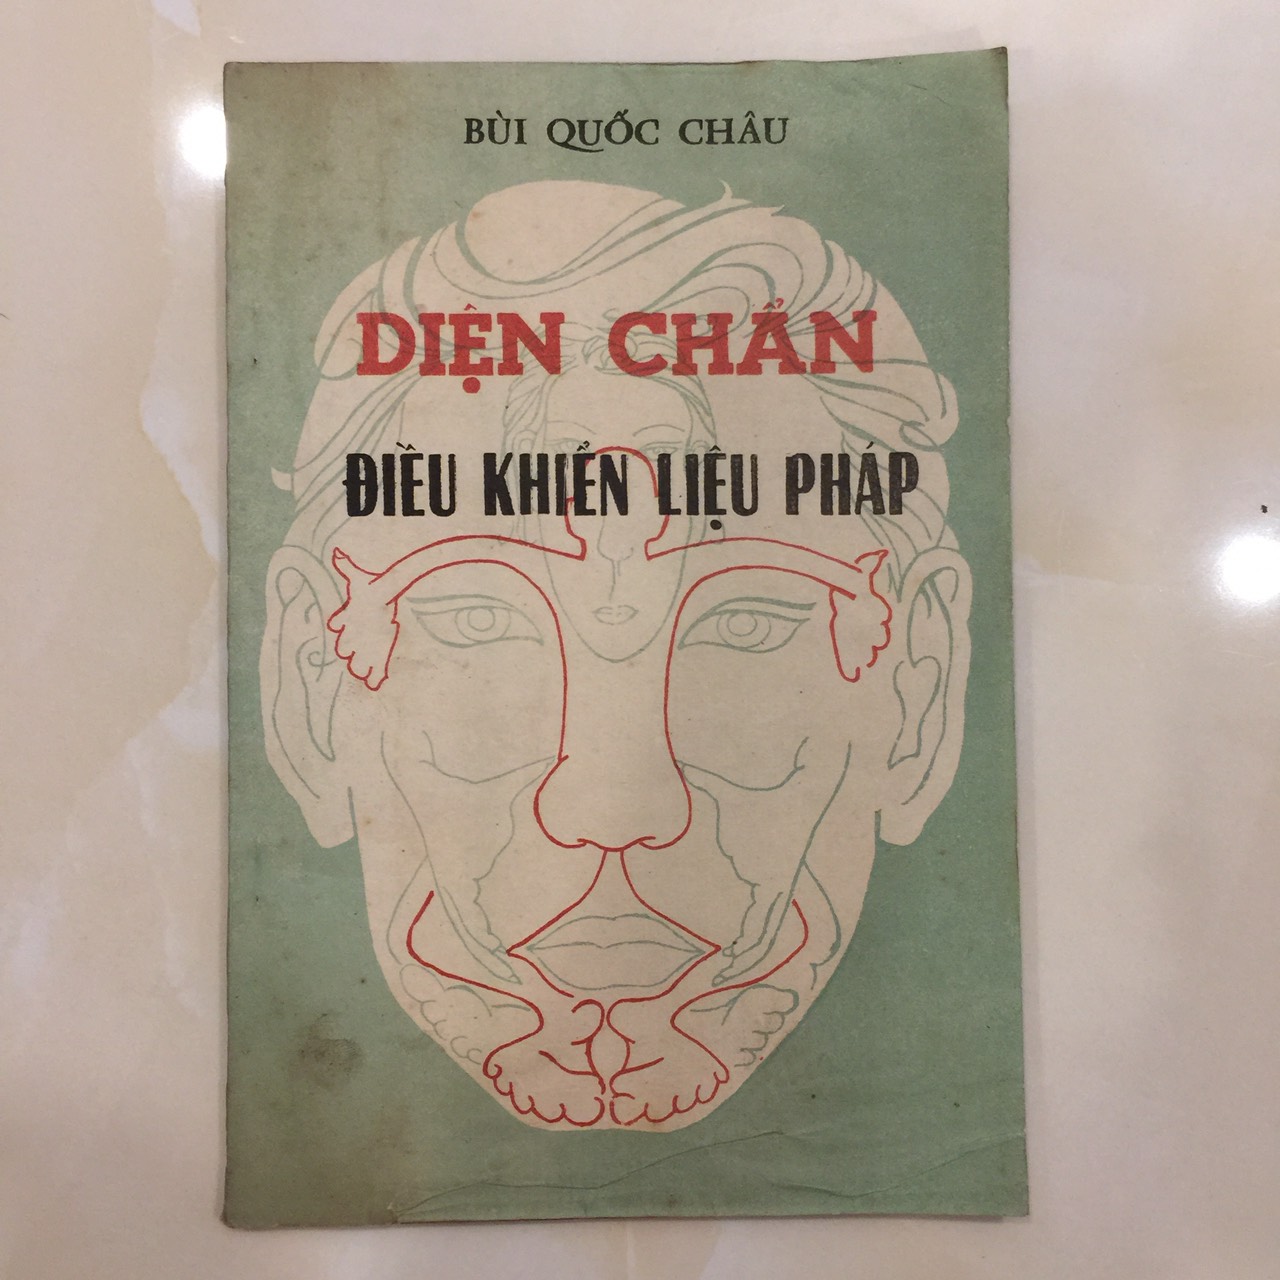 BÙI QUỐC CHÂU
DIỆN CHẨN
ĐIỀU KHIỂN LIỆU PHÁP